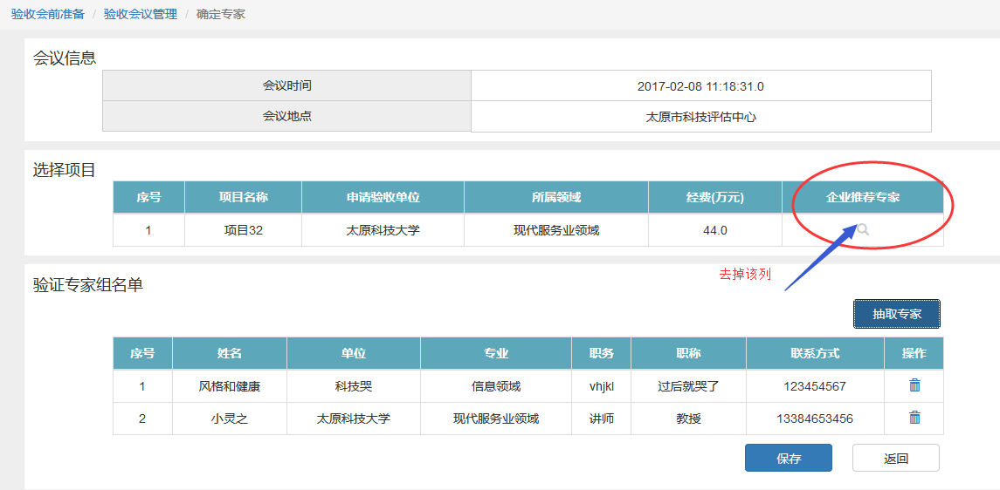 验收会前准备 / 验收会议管理 / 确定专家
会议信息
会议时间 2017-02-08 11:18:31.0
会议地点 太原市科技评估中心
选择项目
序号 项目名称 申请验收单位 所属领域 经费(万元) 企业推荐专家
1 项目32 太原科技大学 现代服务业领域 44.0
去掉该列
验证专家组名单
抽取专家
序号 姓名 单位 专业 职务 职称 联系方式 操作
1 风格和健康 科技哭 信息领域 vhjkl 过后就哭了 123454567
2 小灵之 太原科技大学 现代服务业领域 讲师 教授 13384653456
保存 返回